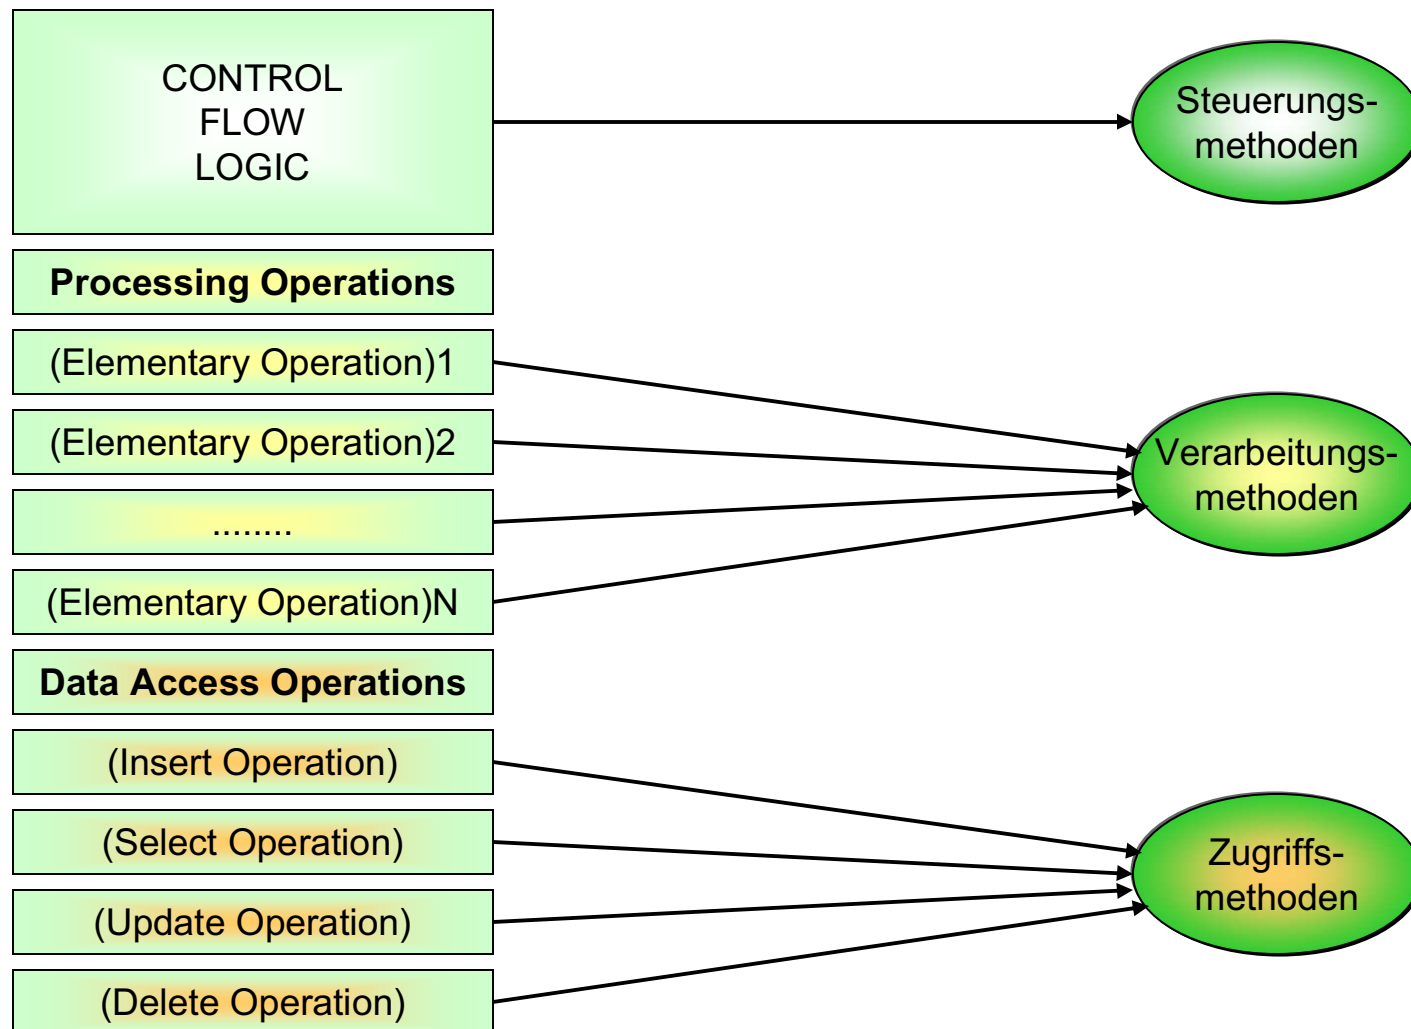 CONTROL
FLOW
LOGIC
Steuerungs-
methoden
Processing Operations
(Elementary Operation)1
(Elementary Operation)2
........
(Elementary Operation)N
Verarbeitungs-
methoden
Data Access Operations
(Insert Operation)
(Select Operation)
(Update Operation)
(Delete Operation)
Zugriffs-
methoden